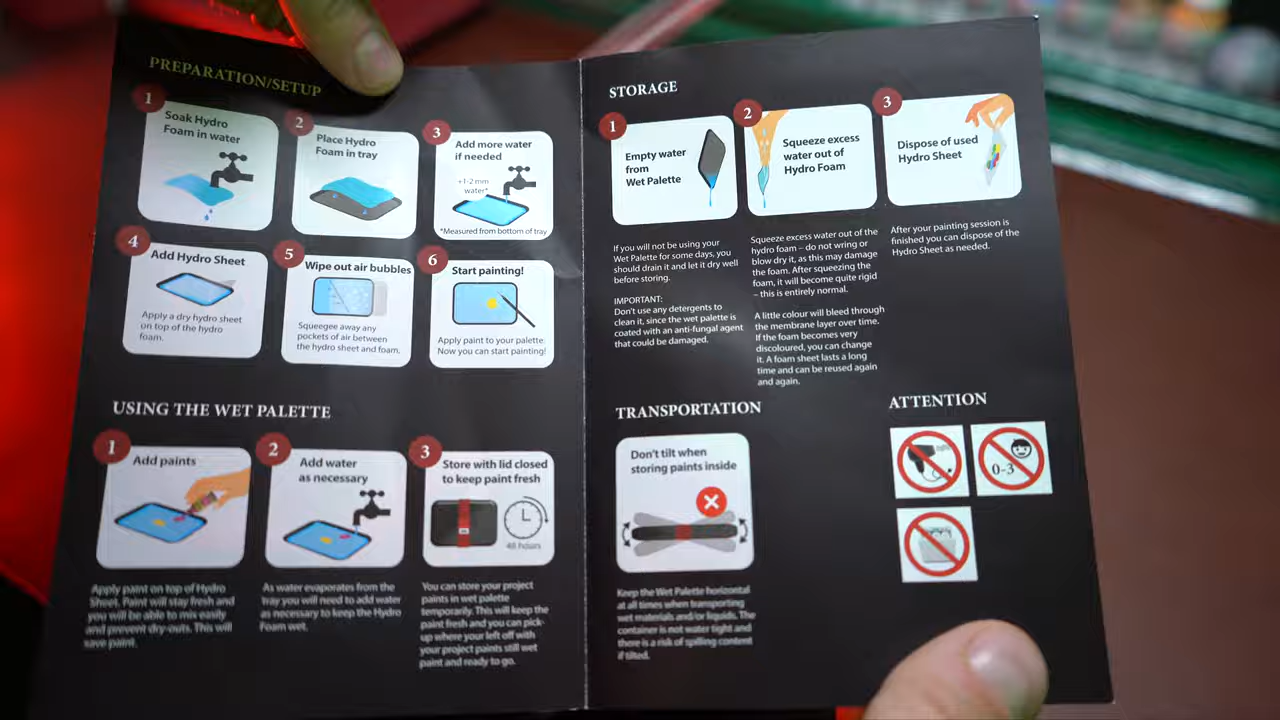 PREPARATION/SETUP
1
Soak Hydro
Foam in water
2
Place Hydro
Foam in tray
3
Add more water
if needed
+1-2 mm
water*
*Measured from bottom of tray
4
Add Hydro Sheet
Apply a dry hydro sheet
on top of the hydro
foam.
5
Wipe out air bubbles
Squeegee away any
pockets of air between
the hydro sheet and foam.
6
Start painting!
Apply paint to your palette.
Now you can start painting!
USING THE WET PALETTE
1
Add paints
Apply paint on top of Hydro
Sheet. Paint will stay fresh and
you will be able to mix easily
and prevent dry-outs. This will
save paint.
2
Add water
as necessary
As water evaporates from the
tray you will need to add water
as necessary to keep the Hydro
Foam wet.
3
Store with lid closed
to keep paint fresh
48 hours
You can store your project
paints in wet palette
temporarily. This will keep the
paint fresh and you can pick-
up where your left off with
your project paints still wet
paint and ready to go.
STORAGE
1
Empty water
from
Wet Palette
If you will not be using your
Wet Palette for some days, you
should drain it and let it dry well
before storing.
IMPORTANT:
Don't use any detergents to
clean it, since the wet palette is
coated with an anti-fungal agent
that could be damaged.
2
Squeeze excess
water out of
Hydro Foam
Squeeze excess water out of the
hydro foam – do not wring or
blow dry it, as this may damage
the foam. After squeezing the
foam, it will become quite rigid
– this is entirely normal.
A little colour will bleed through
the membrane layer over time.
If the foam becomes very
discoloured, you can change
it. A foam sheet lasts a long
time and can be reused again
and again.
3
Dispose of used
Hydro Sheet
After your painting session is
finished you can dispose of the
Hydro Sheet as needed.
TRANSPORTATION
Don't tilt when
storing paints inside
Keep the Wet Palette horizontal
at all times when transporting
wet materials and/or liquids. The
container is not water tight and
there is a risk of spilling content
if tilted.
ATTENTION
0-3